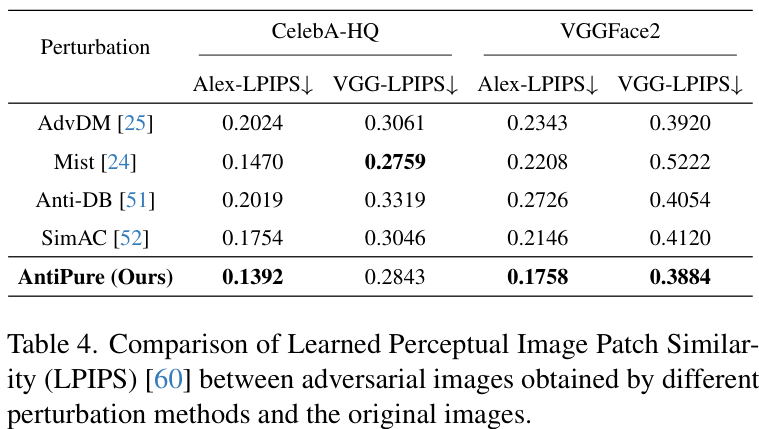 Perturbation CelebA-HQ VGGFace2
Alex-LPIPS↓ VGG-LPIPS↓ Alex-LPIPS↓ VGG-LPIPS↓
AdvDM [25] 0.2024 0.3061 0.2343 0.3920
Mist [24] 0.1470 0.2759 0.2208 0.5222
Anti-DB [51] 0.2019 0.3319 0.2726 0.4054
SimAC [52] 0.1754 0.3046 0.2146 0.4120
AntiPure (Ours) 0.1392 0.2843 0.1758 0.3884
Table 4. Comparison of Learned Perceptual Image Patch Similar-
ity (LPIPS) [60] between adversarial images obtained by different
perturbation methods and the original images.